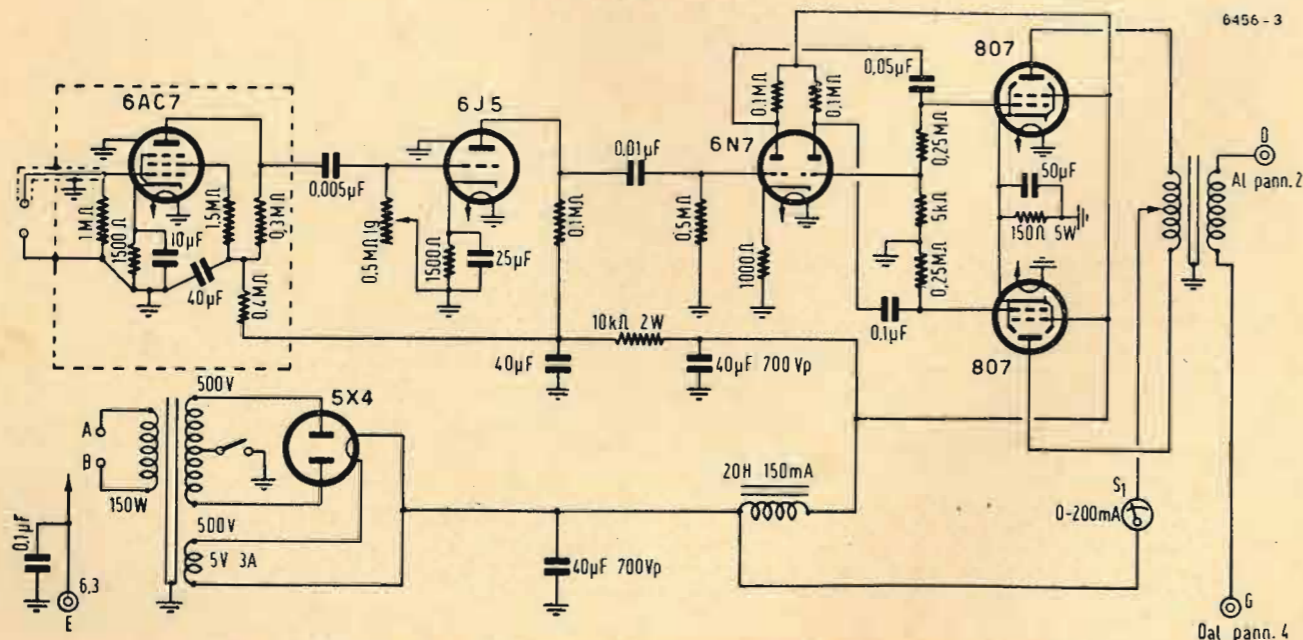 6456-3
807
6AC7
6J5
6N7
0,05µF
0,1MΩ
0,1MΩ
0,25MΩ
50µF
150Ω 5W
5kΩ
0,25MΩ
0,1µF
807
O
Al pann.2
1MΩ
1500Ω
10µF
40µF
1,5MΩ
0,3MΩ
0,4MΩ
0,005µF
0,5MΩ lg
1500Ω
25µF
0,1MΩ
0,01µF
0,5MΩ
1000Ω
10kΩ 2W
40µF
40µF 700Vp
500V
5X4
A
B
150W
500V
5V 3A
0,1µF
6,3
E
40µF 700Vp
20H 150mA
S1
0-200mA
G
Dal pann. 4